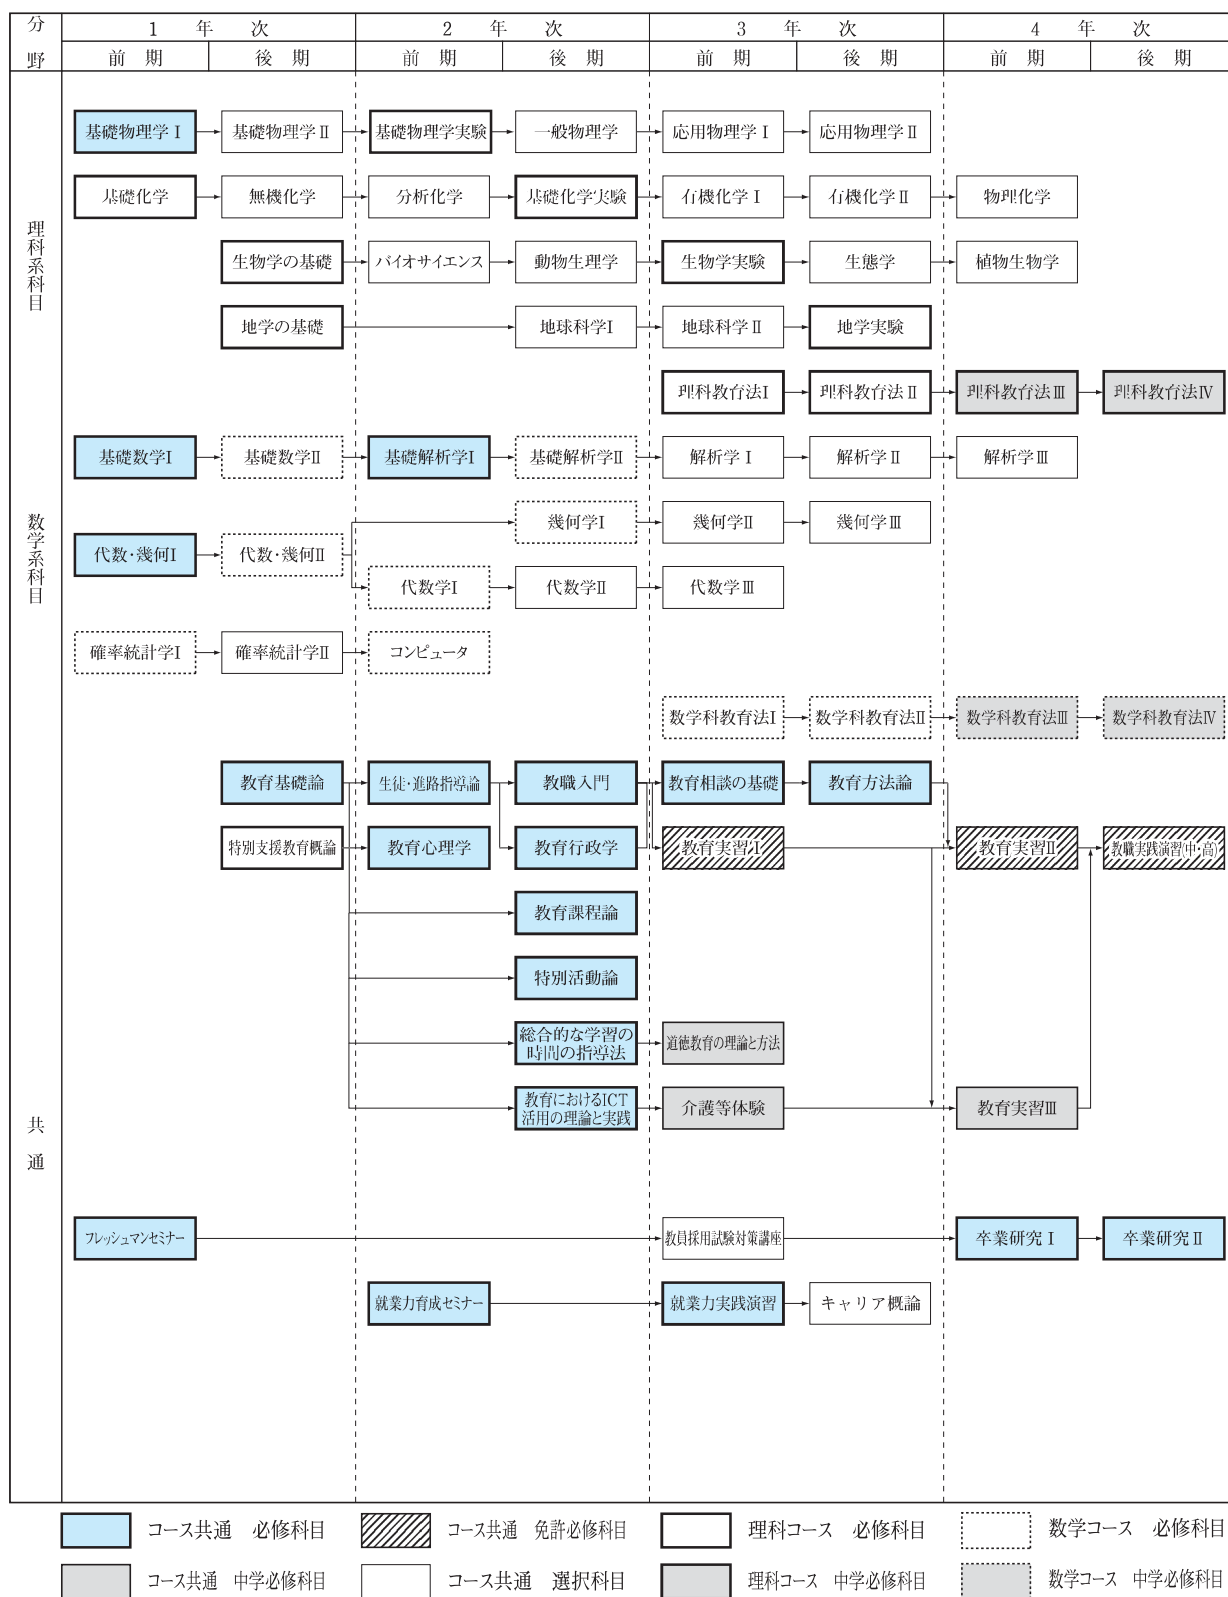 分野
1 年 次
2 年 次
3 年 次
4 年 次
前 期
後 期
前 期
後 期
前 期
後 期
前 期
後 期
理科系科目
基礎物理学Ⅰ
基礎物理学Ⅱ
基礎物理学実験
一般物理学
応用物理学Ⅰ
応用物理学Ⅱ
基礎化学
無機化学
分析化学
基礎化学実験
有機化学Ⅰ
有機化学Ⅱ
物理化学
生物学の基礎
バイオサイエンス
動物生理学
生物学実験
生態学
植物生物学
地学の基礎
地球科学Ⅰ
地球科学Ⅱ
地学実験
理科教育法Ⅰ
理科教育法Ⅱ
理科教育法Ⅲ
理科教育法Ⅳ
数学系科目
基礎数学Ⅰ
基礎数学Ⅱ
基礎解析学Ⅰ
基礎解析学Ⅱ
解析学Ⅰ
解析学Ⅱ
解析学Ⅲ
幾何学Ⅰ
幾何学Ⅱ
幾何学Ⅲ
代数・幾何Ⅰ
代数・幾何Ⅱ
代数学Ⅰ
代数学Ⅱ
代数学Ⅲ
確率統計学Ⅰ
確率統計学Ⅱ
コンピュータ
数学科教育法Ⅰ
数学科教育法Ⅱ
数学科教育法Ⅲ
数学科教育法Ⅳ
共通
教育基礎論
生徒・進路指導論
教職入門
教育相談の基礎
教育方法論
特別支援教育概論
教育心理学
教育行政学
教育実習Ⅰ
教育実習Ⅱ
教職実践演習(中・高)
教育課程論
特別活動論
総合的な学習の
時間の指導法
道徳教育の理論と方法
教育におけるICT
活用の理論と実践
介護等体験
教育実習Ⅲ
フレッシュマンセミナー
教員採用試験対策講座
卒業研究Ⅰ
卒業研究Ⅱ
就業力育成セミナー
就業力実践演習
キャリア概論
コース共通 必修科目
コース共通 免許必修科目
理科コース 必修科目
数学コース 必修科目
コース共通 中学必修科目
コース共通 選択科目
理科コース 中学必修科目
数学コース 中学必修科目